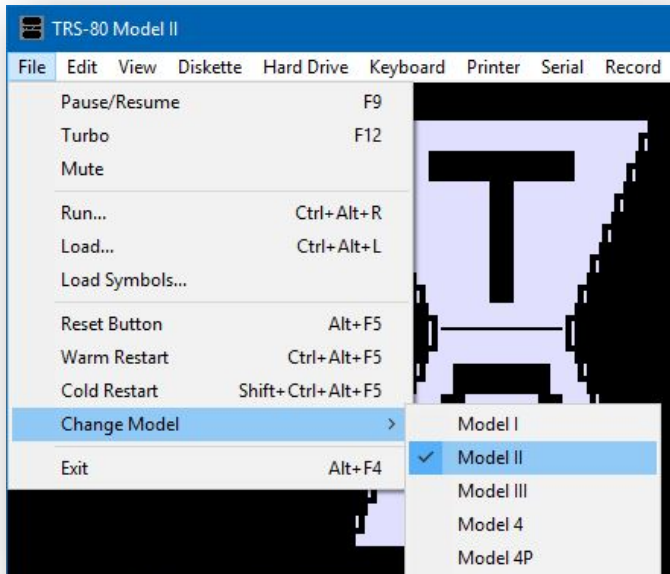 TRS-80 Model II
File Edit View Diskette Hard Drive Keyboard Printer Serial Record
Pause/Resume F9
Turbo F12
Mute
Run... Ctrl+Alt+R
Load... Ctrl+Alt+L
Load Symbols...
Reset Button Alt+F5
Warm Restart Ctrl+Alt+F5
Cold Restart Shift+Ctrl+Alt+F5
Change Model
Exit Alt+F4
Model I
Model II
Model III
Model 4
Model 4P
T